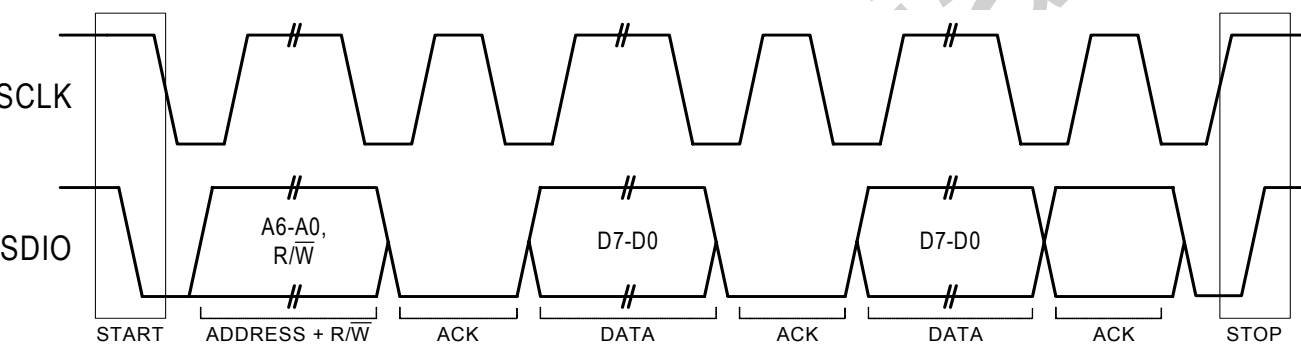 SCLK
SDIO
A6-A0,
R/W̅
D7-D0
D7-D0
START
ADDRESS + R/W̅
ACK
DATA
ACK
DATA
ACK
STOP